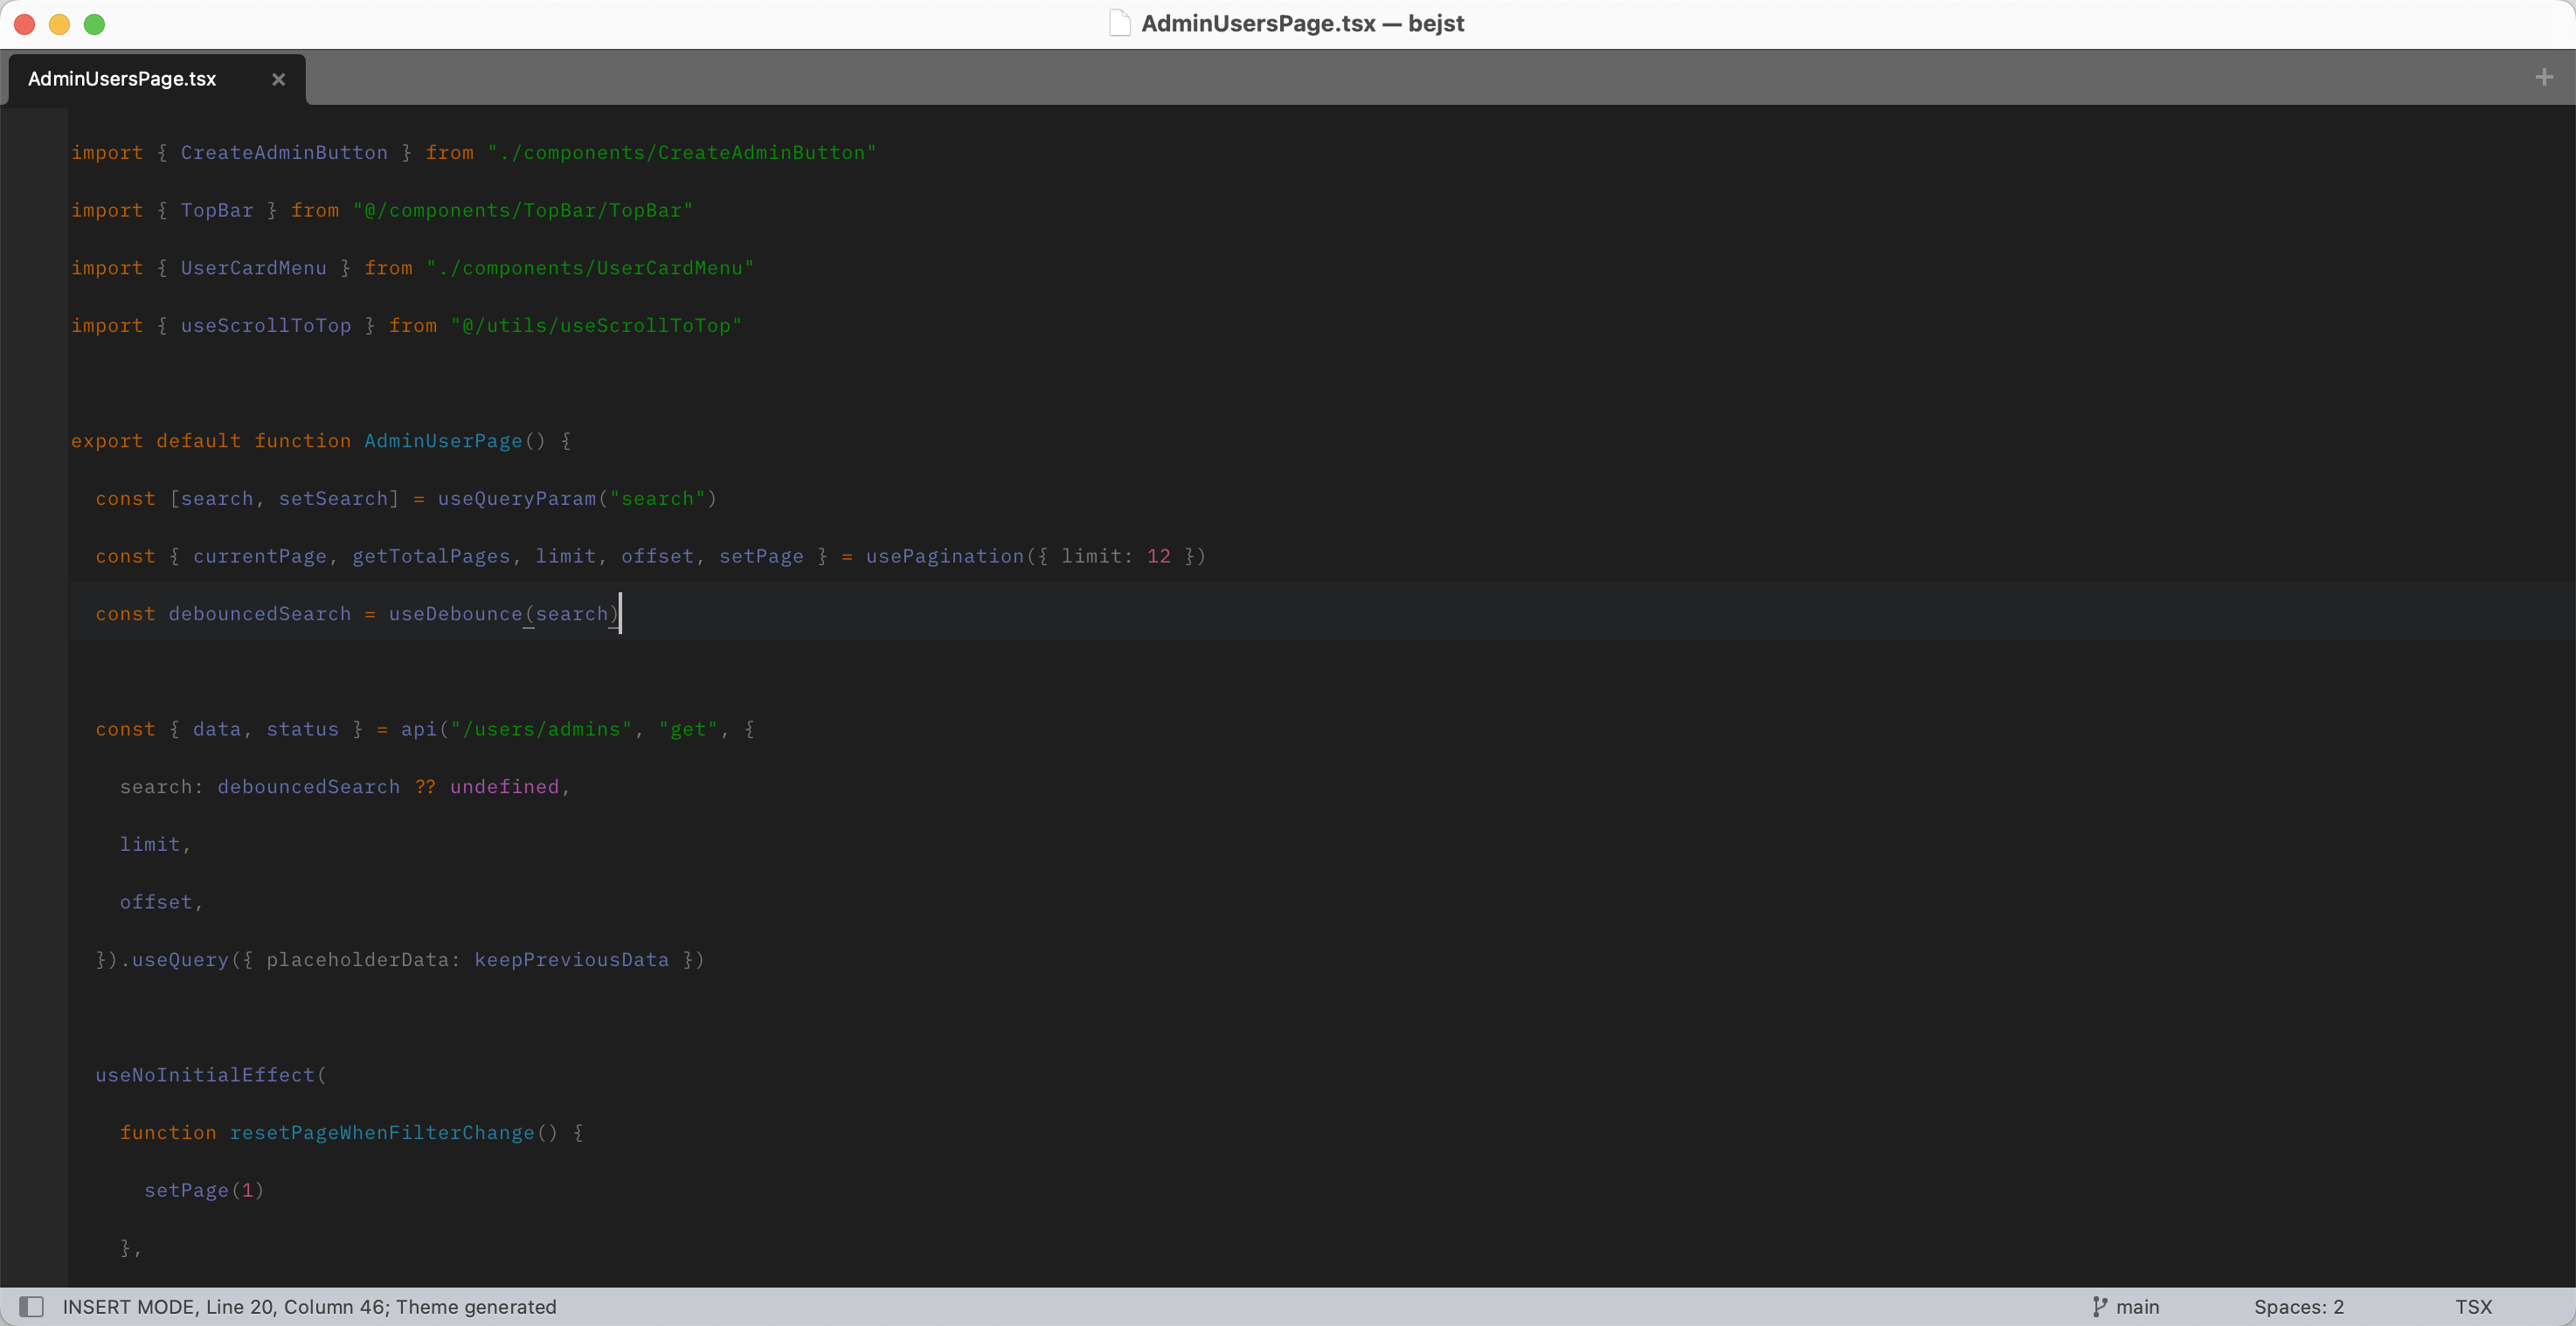 AdminUsersPage.tsx — bejst
AdminUsersPage.tsx
import { CreateAdminButton } from "./components/CreateAdminButton"
import { TopBar } from "@/components/TopBar/TopBar"
import { UserCardMenu } from "./components/UserCardMenu"
import { useScrollToTop } from "@/utils/useScrollToTop"
export default function AdminUserPage() {
  const [search, setSearch] = useQueryParam("search")
  const { currentPage, getTotalPages, limit, offset, setPage } = usePagination({ limit: 12 })
  const debouncedSearch = useDebounce(search)
  const { data, status } = api("/users/admins", "get", {
    search: debouncedSearch ?? undefined,
    limit,
    offset,
  }).useQuery({ placeholderData: keepPreviousData })
  useNoInitialEffect(
    function resetPageWhenFilterChange() {
      setPage(1)
    },
INSERT MODE, Line 20, Column 46; Theme generated
main
Spaces: 2
TSX